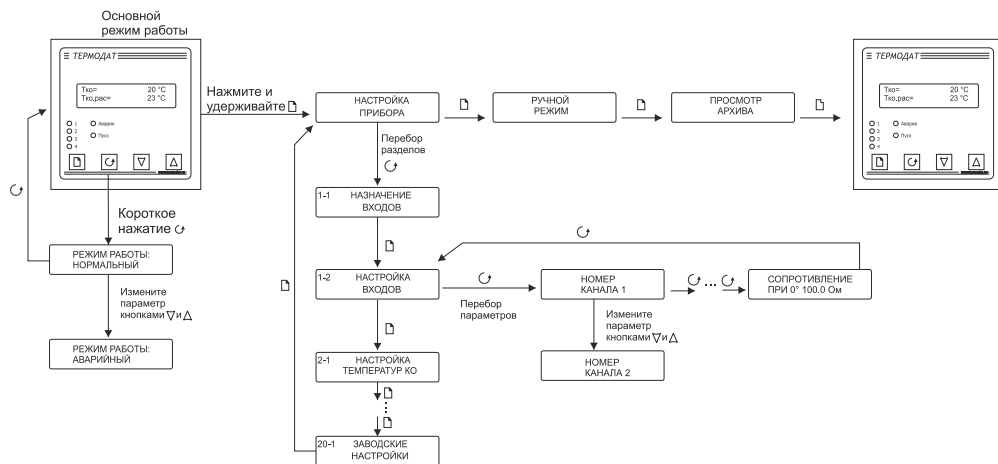 Основной
режим работы
ТЕРМОДАТ
Тко= 20 °C
Тко,рас= 23 °C
1 Авария
2
3 Пуск
4
Нажмите и
удерживайте
НАСТРОЙКА
ПРИБОРА
РУЧНОЙ
РЕЖИМ
ПРОСМОТР
АРХИВА
ТЕРМОДАТ
Тко= 20 °C
Тко,рас= 23 °C
1 Авария
2
3 Пуск
4
Перебор
разделов
Короткое
нажатие
1-1 НАЗНАЧЕНИЕ
ВХОДОВ
РЕЖИМ РАБОТЫ:
НОРМАЛЬНЫЙ
1-2 НАСТРОЙКА
ВХОДОВ
Перебор
параметров
НОМЕР
КАНАЛА 1
...
СОПРОТИВЛЕНИЕ
ПРИ 0° 100.0 Ом
Измените
параметр
кнопками ▽и△
Измените
параметр
кнопками ▽и△
РЕЖИМ РАБОТЫ:
АВАРИЙНЫЙ
2-1 НАСТРОЙКА
ТЕМПЕРАТУР КО
НОМЕР
КАНАЛА 2
20-1 ЗАВОДСКИЕ
НАСТРОЙКИ